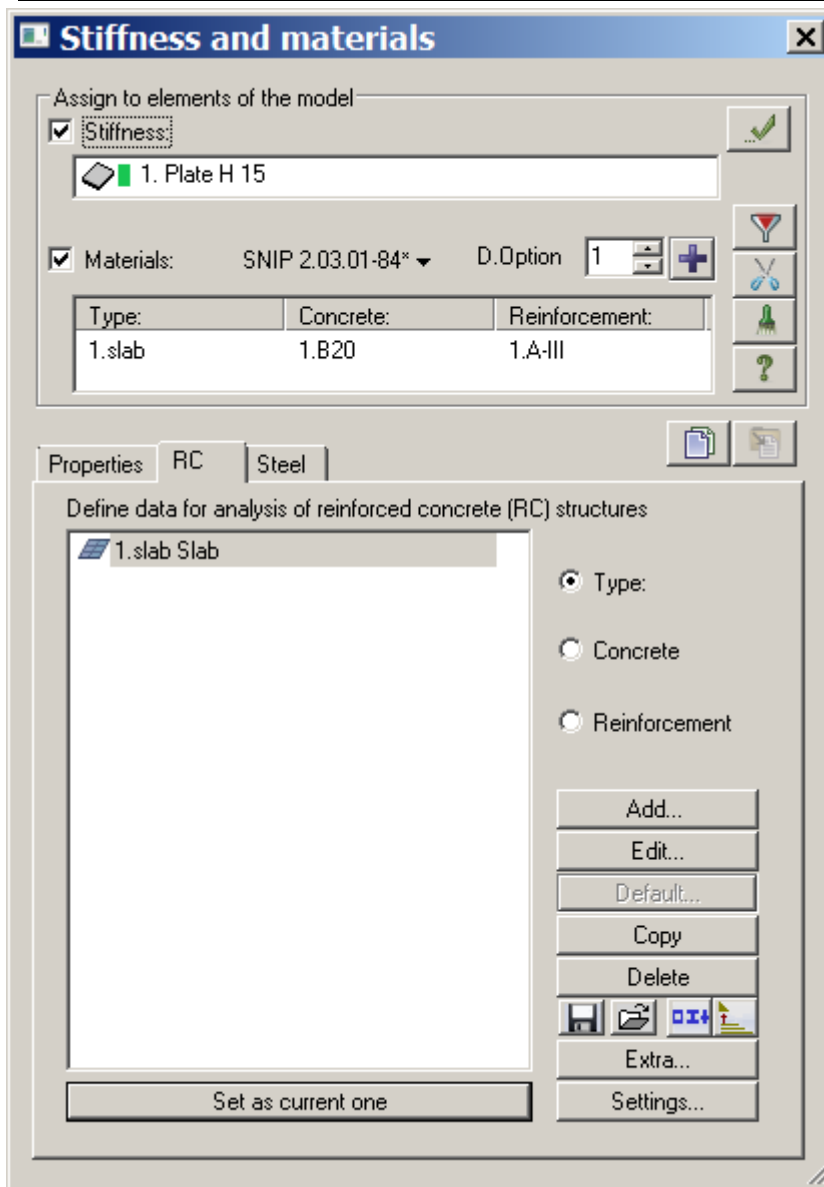 Stiffness and materials
Assign to elements of the model
Stiffness:
1. Plate H 15
Materials: SNIP 2.03.01-84* D.Option 1
Type: Concrete: Reinforcement:
1.slab 1.B20 1.A-III
Properties RC Steel
Define data for analysis of reinforced concrete (RC) structures
1.slab Slab
Type:
Concrete
Reinforcement
Add...
Edit...
Default...
Copy
Delete
Extra...
Set as current one Settings...